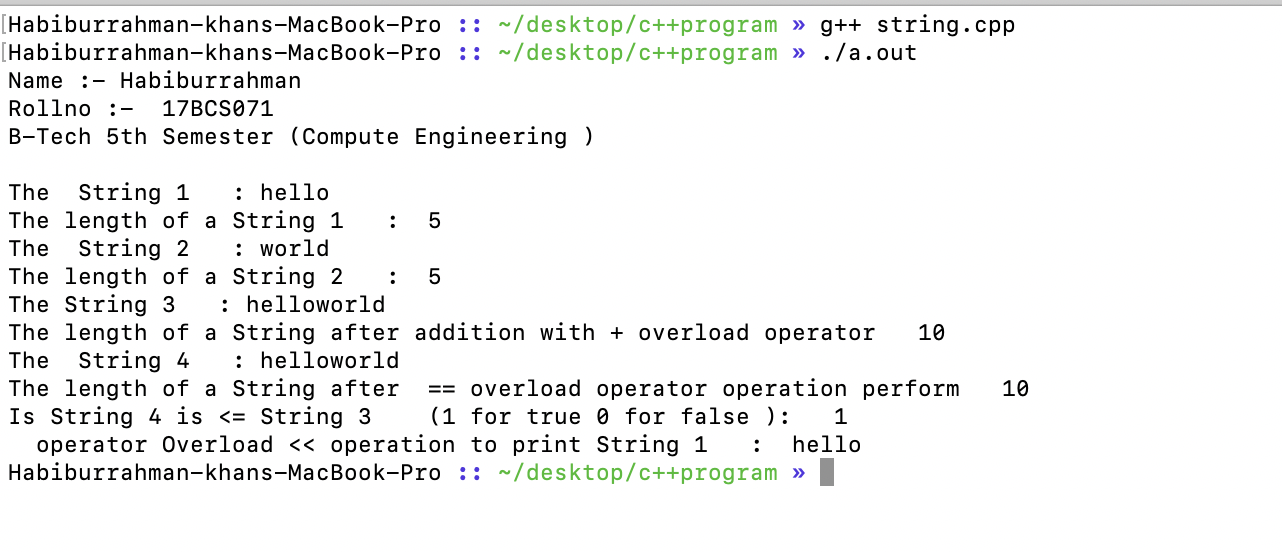 [Habiburrahman-khans-MacBook-Pro :: ~/desktop/c++program » g++ string.cpp
[Habiburrahman-khans-MacBook-Pro :: ~/desktop/c++program » ./a.out
Name :- Habiburrahman
Rollno :-  17BCS071
B-Tech 5th Semester (Compute Engineering )

The  String 1   : hello
The length of a String 1   :  5
The  String 2   : world
The length of a String 2   :  5
The String 3   : helloworld
The length of a String after addition with + overload operator   10
The  String 4   : helloworld
The length of a String after  == overload operator operation perform   10
Is String 4 is <= String 3    (1 for true 0 for false ):   1
  operator Overload << operation to print String 1   :  hello
Habiburrahman-khans-MacBook-Pro :: ~/desktop/c++program »